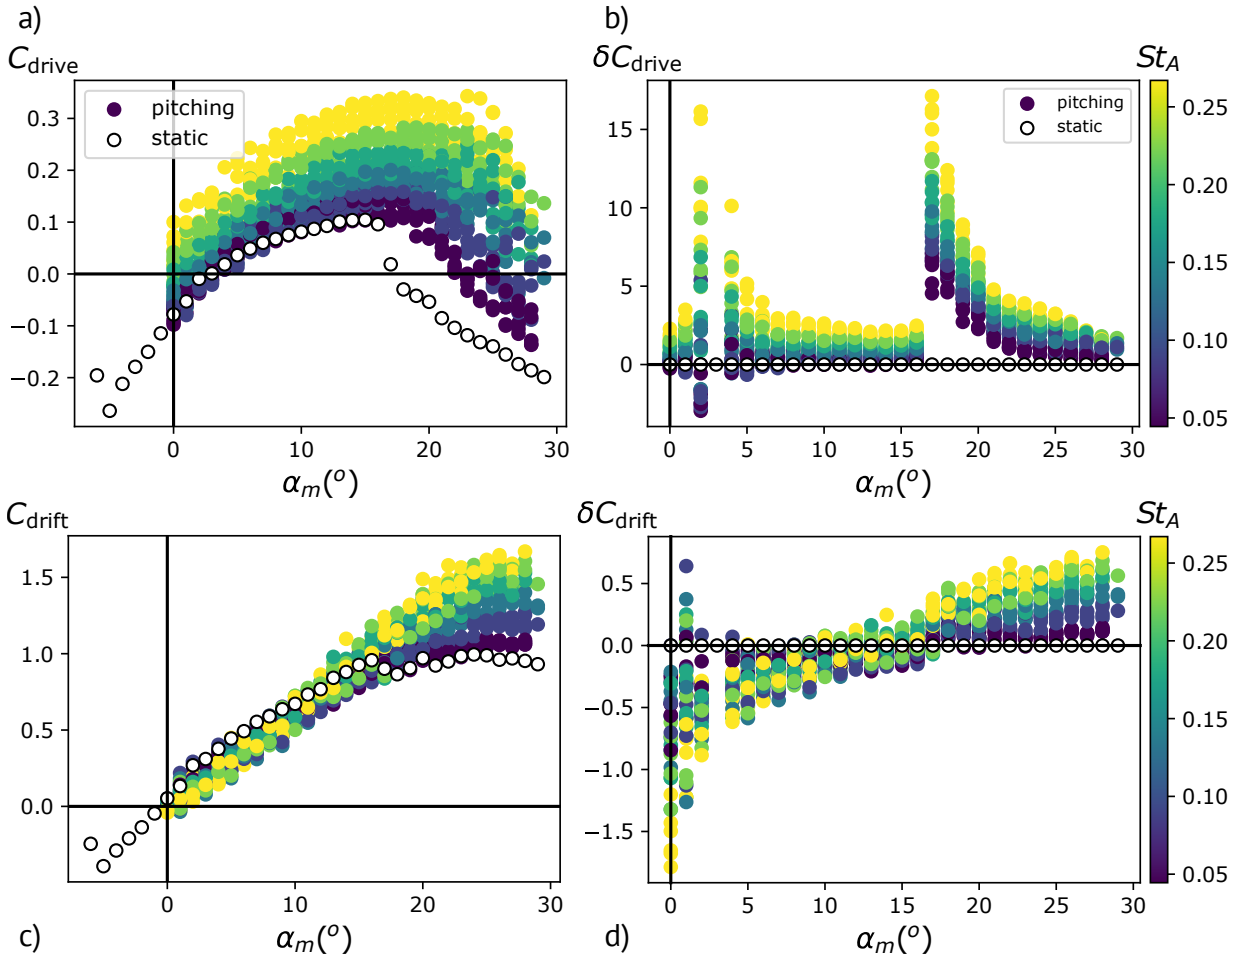 a)
b)
C_drive
δC_drive
St_A
pitching
static
pitching
static
0.3
0.2
0.1
0.0
−0.1
−0.2
15
10
5
0
0.25
0.20
0.15
0.10
0.05
0 10 20 30
0 5 10 15 20 25 30
α_m(°)
α_m(°)
C_drift
δC_drift
St_A
1.5
1.0
0.5
0.0
0.5
0.0
−0.5
−1.0
−1.5
0.25
0.20
0.15
0.10
0.05
0 10 20 30
0 5 10 15 20 25 30
α_m(°)
α_m(°)
c)
d)